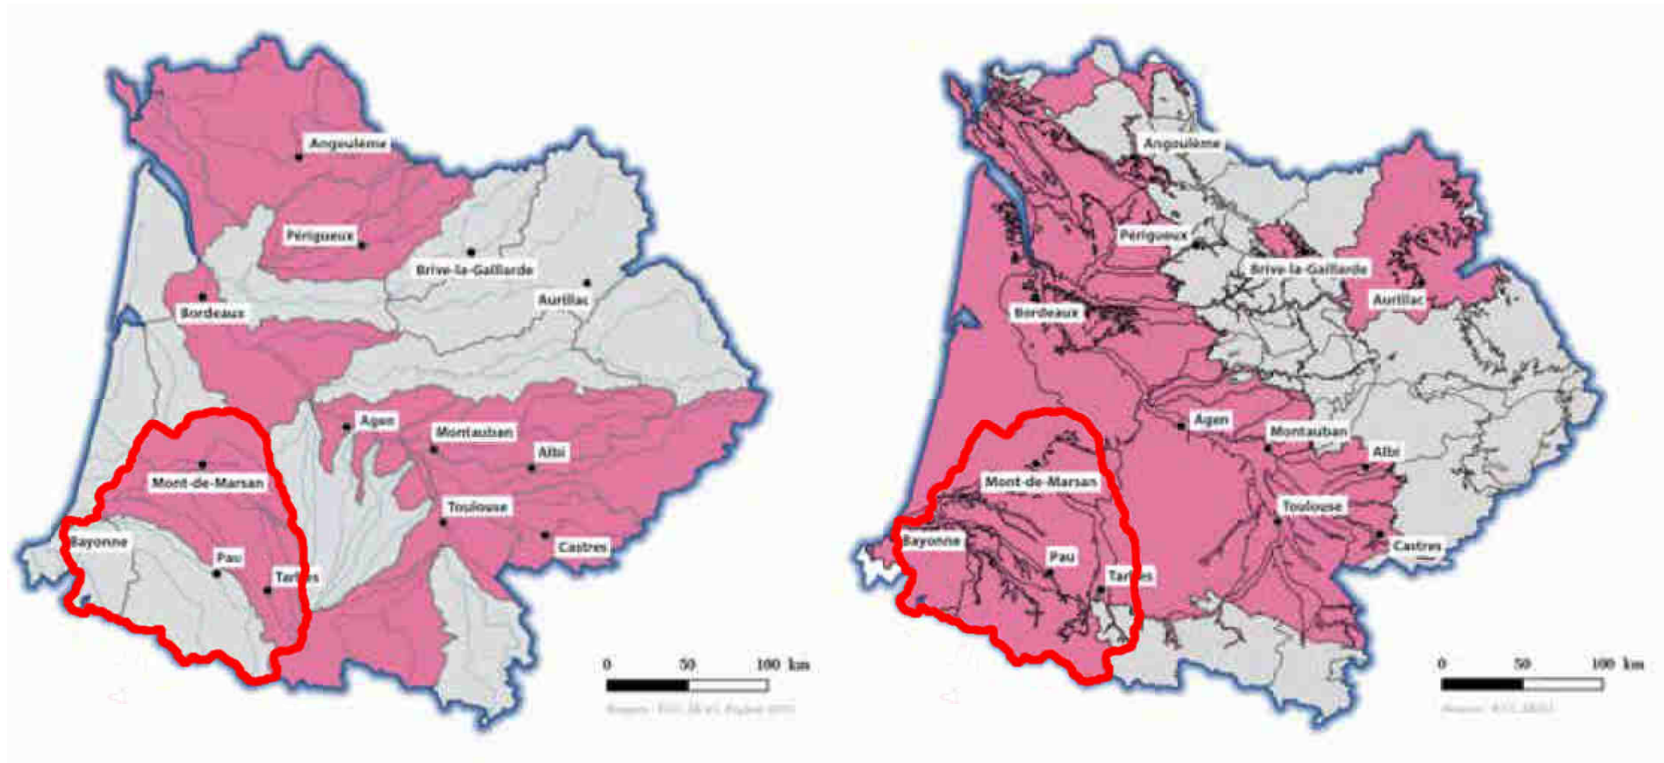 Angoulême
Périgueux
Brive-la-Gaillarde
Aurillac
Bordeaux
Agen
Montauban
Albi
Mont-de-Marsan
Toulouse
Bayonne
Pau
Castres
0 50 100 km
Angoulême
Périgueux
Brive-la-Gaillarde
Aurillac
Bordeaux
Agen
Montauban
Albi
Mont-de-Marsan
Toulouse
Bayonne
Pau
Castres
0 50 100 km